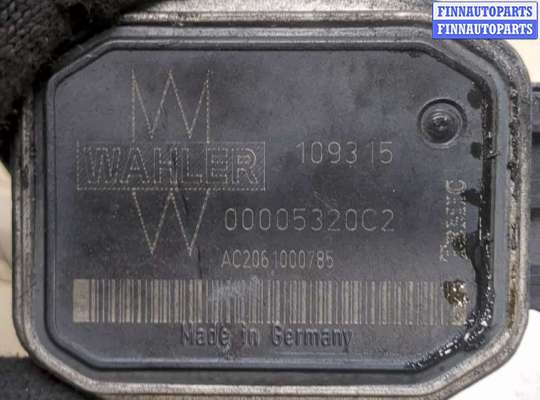 FINNAUTOPARTS
FINNAUTOPARTS
W
WAHLER
W
109315
00005320C2
AC2061000785
Made in Germany